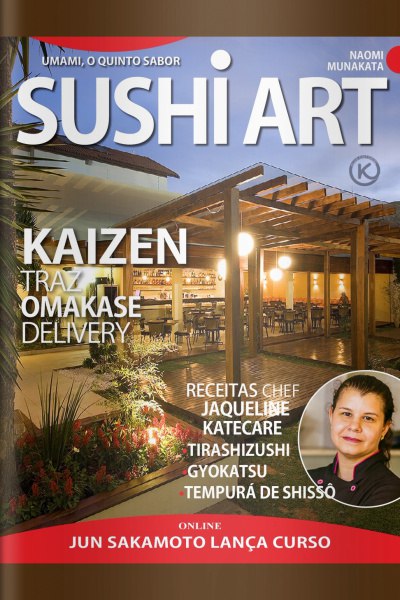 UMAMI, O QUINTO SABOR
NAOMI
MUNAKATA
SUSHI ART
K
KAIZEN
TRAZ
OMAKASE
DELIVERY
RECEITAS CHEF
JAQUELINE
KATECARE
• TIRASHIZUSHI
• GYOKATSU
• TEMPURÁ DE SHISSÔ
ONLINE
JUN SAKAMOTO LANÇA CURSO